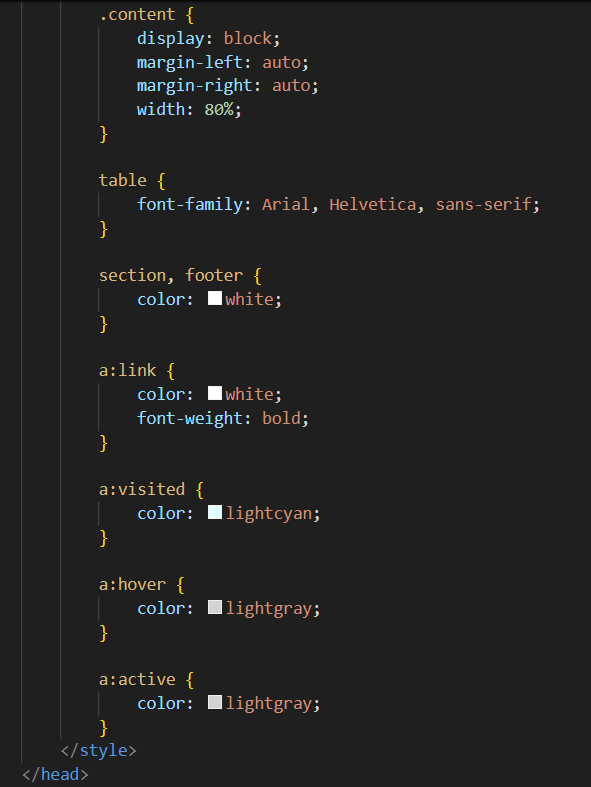 .content {
display: block;
margin-left: auto;
margin-right: auto;
width: 80%;
}
table {
font-family: Arial, Helvetica, sans-serif;
}
section, footer {
color: white;
}
a:link {
color: white;
font-weight: bold;
}
a:visited {
color: lightcyan;
}
a:hover {
color: lightgray;
}
a:active {
color: lightgray;
}
</style>
</head>